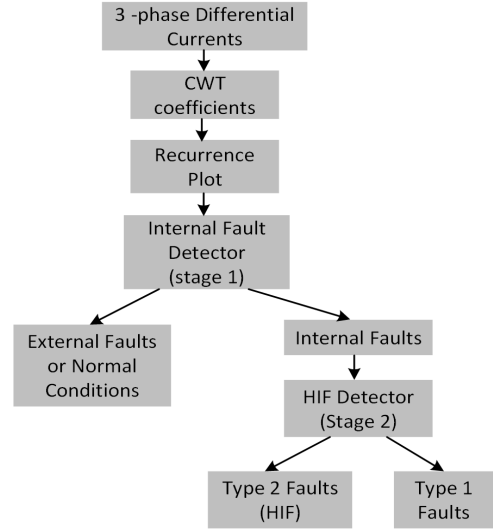 3 -phase Differential
Currents
CWT
coefficients
Recurrence
Plot
Internal Fault
Detector
(stage 1)
External Faults
or Normal
Conditions
Internal Faults
HIF Detector
(Stage 2)
Type 2 Faults
(HIF)
Type 1
Faults